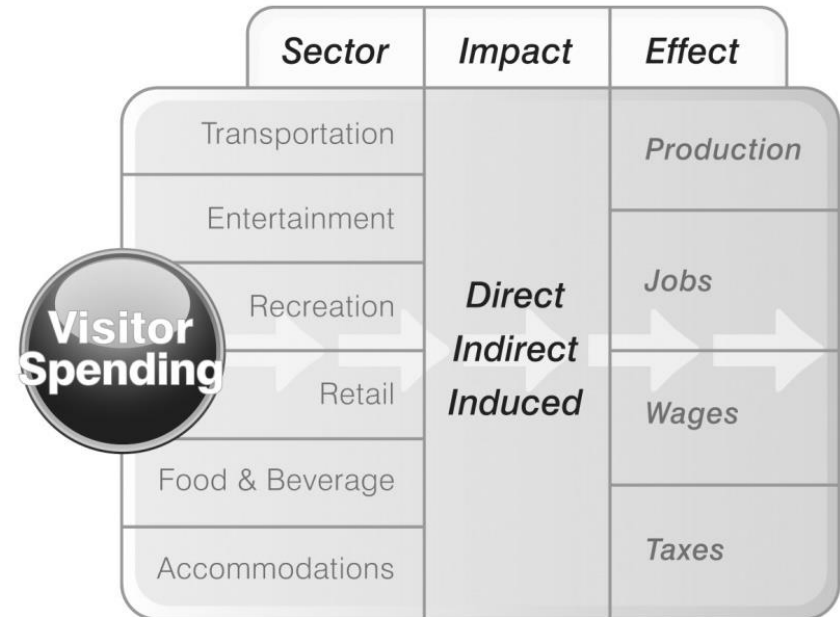 Sector
Impact
Effect
Visitor
Spending
Transportation
Entertainment
Recreation
Retail
Food & Beverage
Accommodations
Direct
Indirect
Induced
Production
Jobs
Wages
Taxes